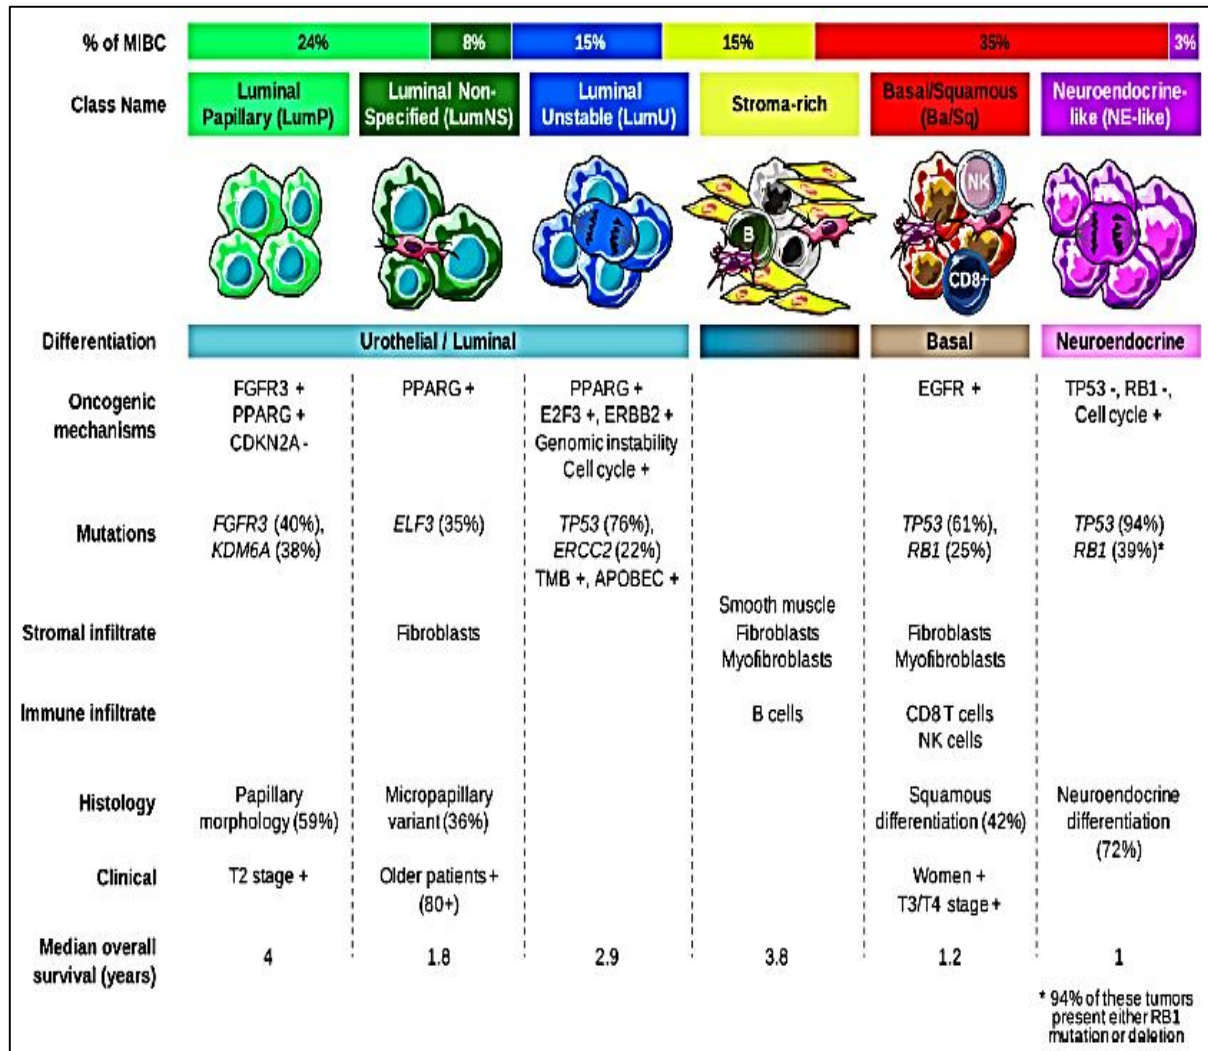 % of MIBC 24% 8% 15% 15% 35% 3%
Class Name
Luminal
Papillary (LumP)
Luminal Non-
Specified (LumNS)
Luminal
Unstable (LumU)
Stroma-rich
Basal/Squamous
(Ba/Sq)
Neuroendocrine-
like (NE-like)
B
NK
CD8+
Differentiation
Urothelial / Luminal
Basal
Neuroendocrine
Oncogenic
mechanisms
FGFR3 +
PPARG +
CDKN2A -
PPARG +
PPARG +
E2F3 +, ERBB2 +
Genomic instability
Cell cycle +
EGFR +
TP53 -, RB1 -,
Cell cycle +
Mutations
FGFR3 (40%),
KDM6A (38%)
ELF3 (35%)
TP53 (76%),
ERCC2 (22%)
TMB +, APOBEC +
TP53 (61%),
RB1 (25%)
TP53 (94%)
RB1 (39%)*
Stromal infiltrate
Fibroblasts
Smooth muscle
Fibroblasts
Myofibroblasts
Fibroblasts
Myofibroblasts
Immune infiltrate
B cells
CD8 T cells
NK cells
Histology
Papillary
morphology (59%)
Micropapillary
variant (36%)
Squamous
differentiation (42%)
Neuroendocrine
differentiation
(72%)
Clinical
T2 stage +
Older patients +
(80+)
Women +
T3/T4 stage +
Median overall
survival (years)
4
1.8
2.9
3.8
1.2
1
* 94% of these tumors
present either RB1
mutation or deletion